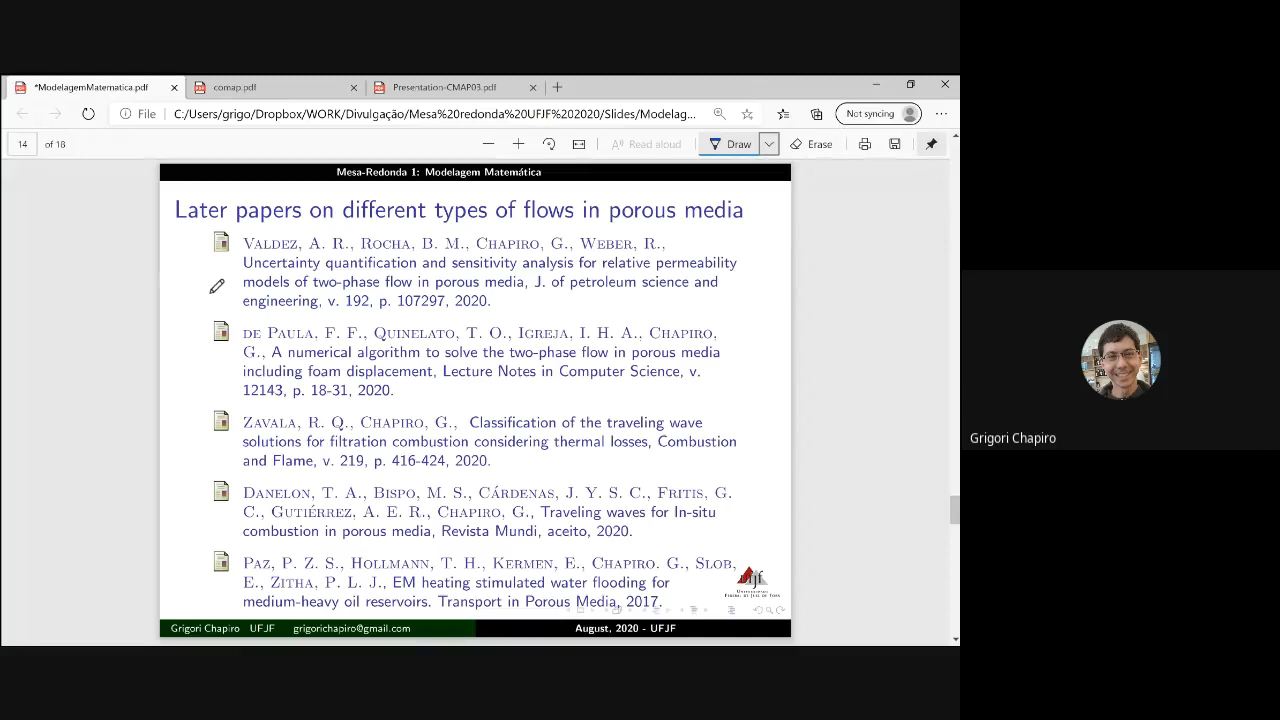 *ModelagemMatematica.pdf
comap.pdf
Presentation-CMAP03.pdf
File
C:/Users/grigo/Dropbox/WORK/Divulgação/Mesa%20redonda%20UFJF%202020/Slides/Modelag...
Not syncing
14 of 18
Read aloud
Draw
Erase
Mesa-Redonda 1: Modelagem Matemática
Later papers on different types of flows in porous media
Valdez, A. R., Rocha, B. M., Chapiro, G., Weber, R.,
Uncertainty quantification and sensitivity analysis for relative permeability
models of two-phase flow in porous media, J. of petroleum science and
engineering, v. 192, p. 107297, 2020.
de Paula, F. F., Quinelato, T. O., Igreja, I. H. A., Chapiro,
G., A numerical algorithm to solve the two-phase flow in porous media
including foam displacement, Lecture Notes in Computer Science, v.
12143, p. 18-31, 2020.
Zavala, R. Q., Chapiro, G., Classification of the traveling wave
solutions for filtration combustion considering thermal losses, Combustion
and Flame, v. 219, p. 416-424, 2020.
Danelon, T. A., Bispo, M. S., Cárdenas, J. Y. S. C., Fritis, G.
C., Gutiérrez, A. E. R., Chapiro, G., Traveling waves for In-situ
combustion in porous media, Revista Mundi, aceito, 2020.
Paz, P. Z. S., Hollmann, T. H., Kermen, E., Chapiro. G., Slob,
E., Zitha, P. L. J., EM heating stimulated water flooding for
medium-heavy oil reservoirs. Transport in Porous Media, 2017.
ufjf
Universidade
Federal de Juiz de Fora
Grigori Chapiro UFJF grigorichapiro@gmail.com
August, 2020 - UFJF
Grigori Chapiro